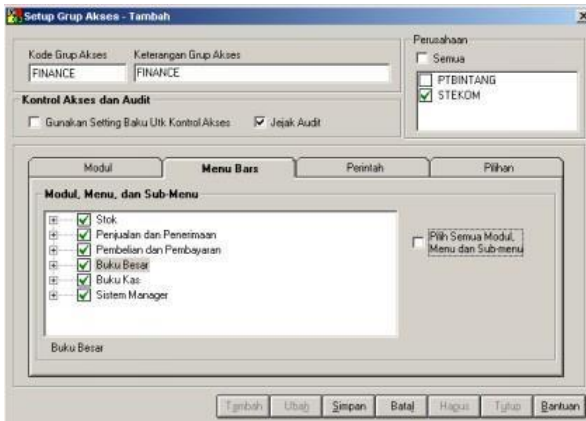 Setup Grup Akses - Tambah
Kode Grup Akses
Keterangan Grup Akses
FINANCE
FINANCE
Perusahaan
Semua
PTBINTANG
STEKOM
Kontrol Akses dan Audit
Gunakan Setting Baku Utk Kontrol Akses
Jejak Audit
Modul
Menu Bars
Perintah
Pilihan
Modul, Menu, dan Sub-Menu
Stok
Penjualan dan Penerimaan
Pembelian dan Pembayaran
Buku Besar
Buku Kas
Sistem Manager
Pilih Semua Modul,
Menu dan Sub-menu
Buku Besar
Tambah
Ubah
Simpan
Batal
Hapus
Tutup
Bantuan